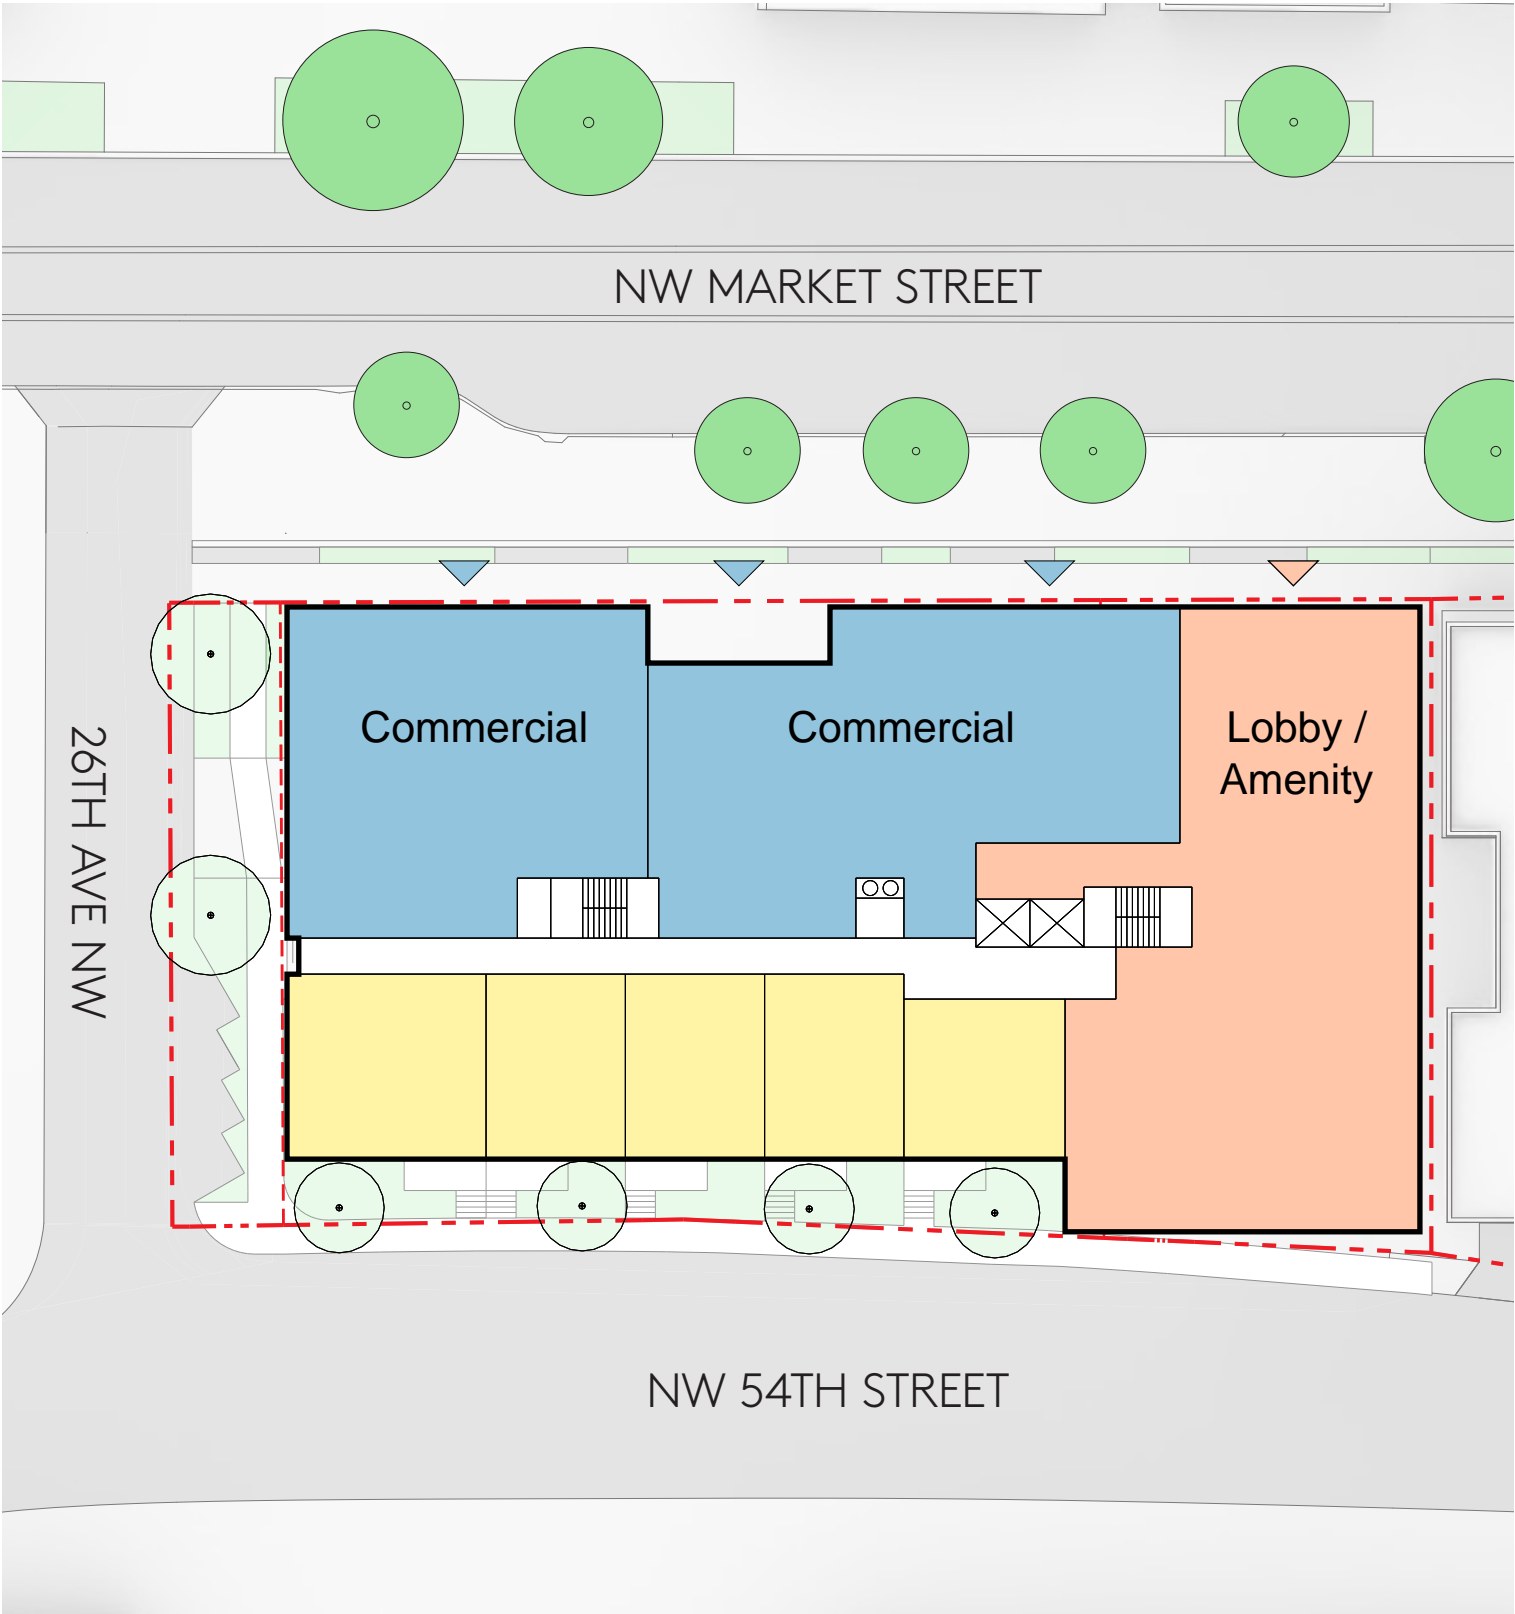 NW MARKET STREET
Commercial
Commercial
Lobby /
Amenity
26TH AVE NW
NW 54TH STREET